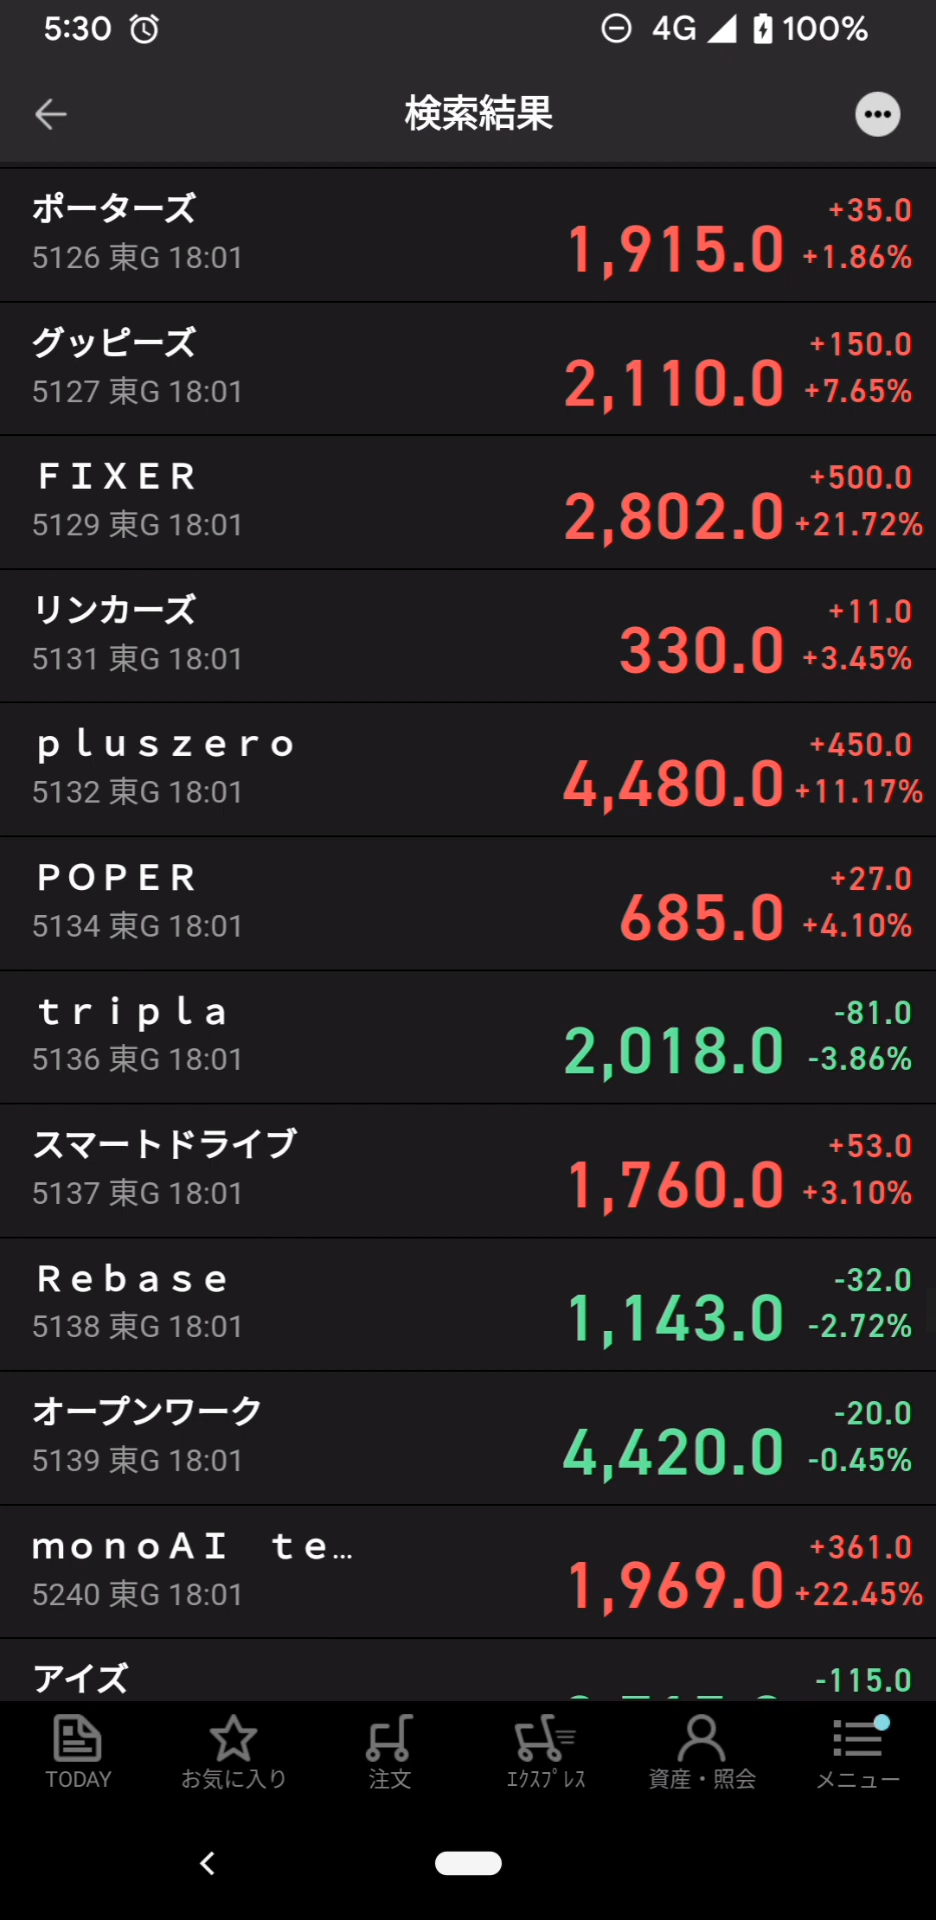 5:30 4G 100%
検索結果
ポーターズ
5126 東G 18:01
1,915.0
+35.0
+1.86%
グッピーズ
5127 東G 18:01
2,110.0
+150.0
+7.65%
ＦＩＸＥＲ
5129 東G 18:01
2,802.0
+500.0
+21.72%
リンカーズ
5131 東G 18:01
330.0
+11.0
+3.45%
ｐｌｕｓｚｅｒｏ
5132 東G 18:01
4,480.0
+450.0
+11.17%
ＰＯＰＥＲ
5134 東G 18:01
685.0
+27.0
+4.10%
ｔｒｉｐｌａ
5136 東G 18:01
2,018.0
-81.0
-3.86%
スマートドライブ
5137 東G 18:01
1,760.0
+53.0
+3.10%
Ｒｅｂａｓｅ
5138 東G 18:01
1,143.0
-32.0
-2.72%
オープンワーク
5139 東G 18:01
4,420.0
-20.0
-0.45%
ｍｏｎｏＡＩ　ｔｅ...
5240 東G 18:01
1,969.0
+361.0
+22.45%
アイズ
-115.0
TODAY お気に入り 注文 ｴｸｽﾌﾟﾚｽ 資産・照会 メニュー